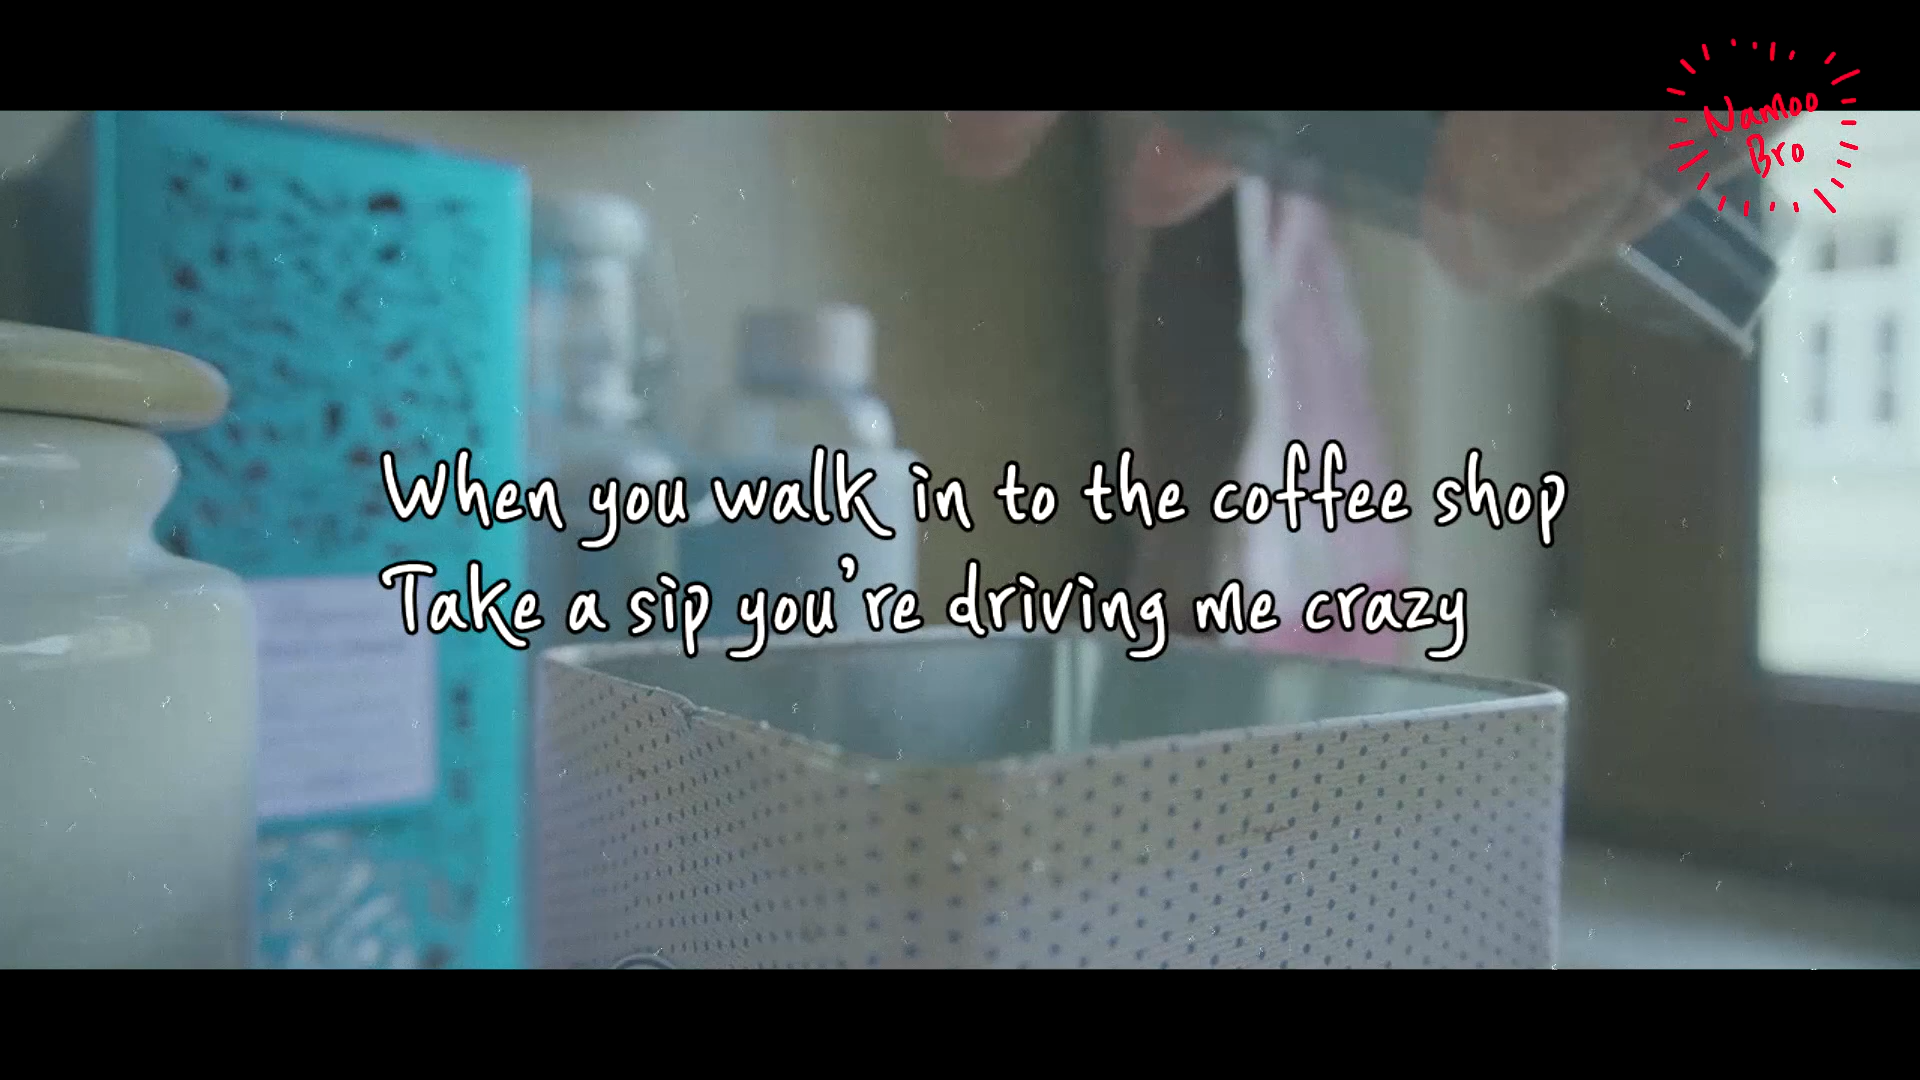 Namoo
Bro
When you walk in to the coffee shop
Take a sip you're driving me crazy